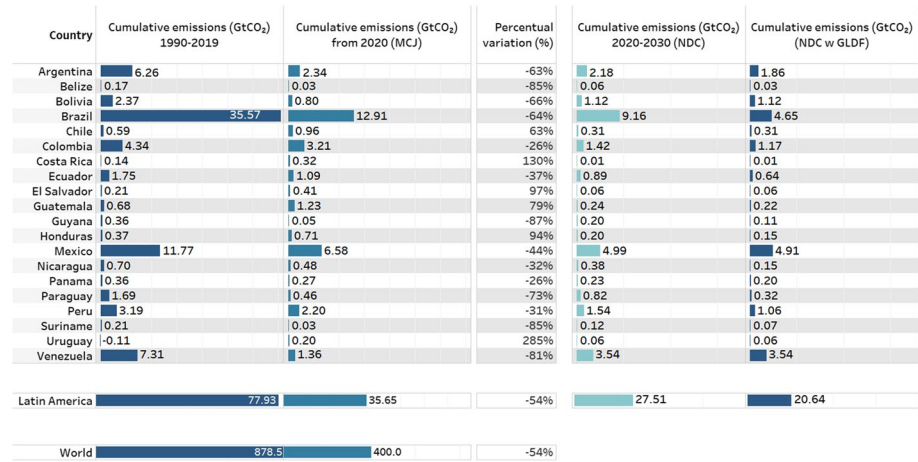 Country Cumulative emissions (GtCO₂) 1990-2019 Cumulative emissions (GtCO₂) from 2020 (MCJ) Percentual variation (%) Cumulative emissions (GtCO₂) 2020-2030 (NDC) Cumulative emissions (GtCO₂) (NDC w GLDF)
Argentina 6.26 2.34 -63% 2.18 1.86
Belize 0.17 0.03 -85% 0.06 0.03
Bolivia 2.37 0.80 -66% 1.12 1.12
Brazil 35.57 12.91 -64% 9.16 4.65
Chile 0.59 0.96 63% 0.31 0.31
Colombia 4.34 3.21 -26% 1.42 1.17
Costa Rica 0.14 0.32 130% 0.01 0.01
Ecuador 1.75 1.09 -37% 0.89 0.64
El Salvador 0.21 0.41 97% 0.06 0.06
Guatemala 0.68 1.23 79% 0.24 0.22
Guyana 0.36 0.05 -87% 0.20 0.11
Honduras 0.37 0.71 94% 0.20 0.15
Mexico 11.77 6.58 -44% 4.99 4.91
Nicaragua 0.70 0.48 -32% 0.38 0.15
Panama 0.36 0.27 -26% 0.23 0.20
Paraguay 1.69 0.46 -73% 0.82 0.32
Peru 3.19 2.20 -31% 1.54 1.06
Suriname 0.21 0.03 -85% 0.12 0.07
Uruguay -0.11 0.20 285% 0.06 0.06
Venezuela 7.31 1.36 -81% 3.54 3.54
Latin America 77.93 35.65 -54% 27.51 20.64
World 878.5 400.0 -54%